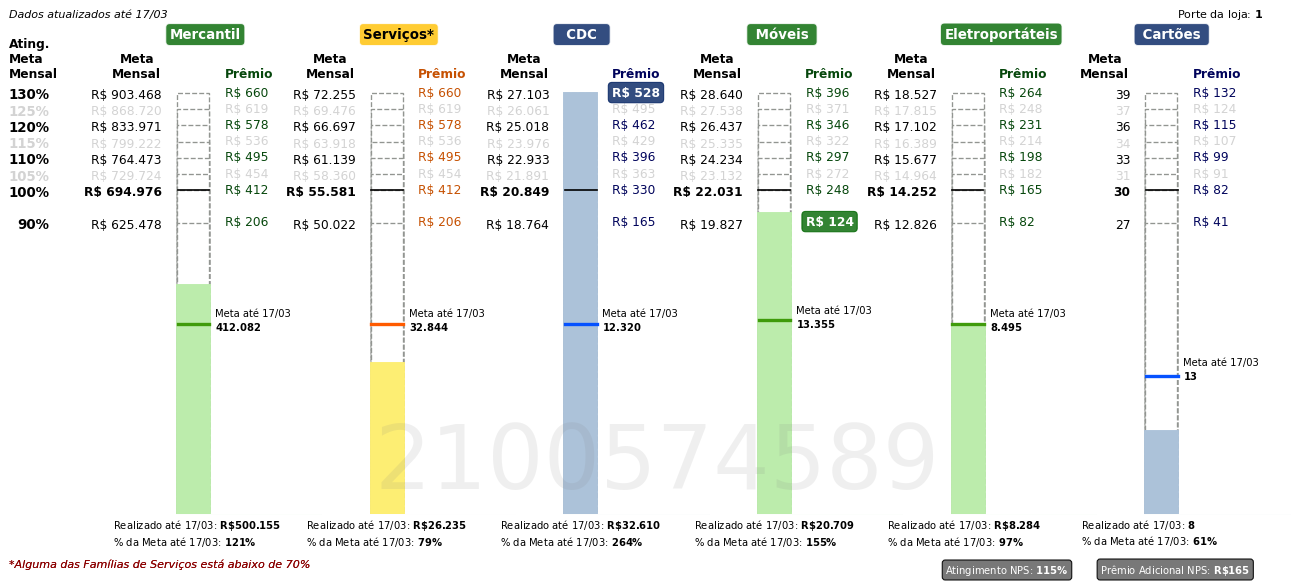 Dados atualizados até 17/03
Porte da loja: 1
Mercantil Serviços* CDC Móveis Eletroportáteis Cartões
Ating. Meta Mensal
Meta Mensal Prêmio Meta Mensal Prêmio Meta Mensal Prêmio Meta Mensal Prêmio Meta Mensal Prêmio Meta Mensal Prêmio
130% R$ 903.468 R$ 660 R$ 72.255 R$ 660 R$ 27.103 R$ 528 R$ 28.640 R$ 396 R$ 18.527 R$ 264 39 R$ 132
125% R$ 868.720 R$ 619 R$ 69.476 R$ 619 R$ 26.061 R$ 495 R$ 27.538 R$ 371 R$ 17.815 R$ 248 37 R$ 124
120% R$ 833.971 R$ 578 R$ 66.697 R$ 578 R$ 25.018 R$ 462 R$ 26.437 R$ 346 R$ 17.102 R$ 231 36 R$ 115
115% R$ 799.222 R$ 536 R$ 63.918 R$ 536 R$ 23.976 R$ 429 R$ 25.335 R$ 322 R$ 16.389 R$ 214 34 R$ 107
110% R$ 764.473 R$ 495 R$ 61.139 R$ 495 R$ 22.933 R$ 396 R$ 24.234 R$ 297 R$ 15.677 R$ 198 33 R$ 99
105% R$ 729.724 R$ 454 R$ 58.360 R$ 454 R$ 21.891 R$ 363 R$ 23.132 R$ 272 R$ 14.964 R$ 182 31 R$ 91
100% R$ 694.976 R$ 412 R$ 55.581 R$ 412 R$ 20.849 R$ 330 R$ 22.031 R$ 248 R$ 14.252 R$ 165 30 R$ 82
90% R$ 625.478 R$ 206 R$ 50.022 R$ 206 R$ 18.764 R$ 165 R$ 19.827 R$ 124 R$ 12.826 R$ 82 27 R$ 41
Meta até 17/03
412.082
Meta até 17/03
32.844
Meta até 17/03
12.320
Meta até 17/03
13.355
Meta até 17/03
8.495
Meta até 17/03
13
2100574589
Realizado até 17/03: R$500.155
% da Meta até 17/03: 121%
Realizado até 17/03: R$26.235
% da Meta até 17/03: 79%
Realizado até 17/03: R$32.610
% da Meta até 17/03: 264%
Realizado até 17/03: R$20.709
% da Meta até 17/03: 155%
Realizado até 17/03: R$8.284
% da Meta até 17/03: 97%
Realizado até 17/03: 8
% da Meta até 17/03: 61%
*Alguma das Famílias de Serviços está abaixo de 70%
Atingimento NPS: 115%
Prêmio Adicional NPS: R$165